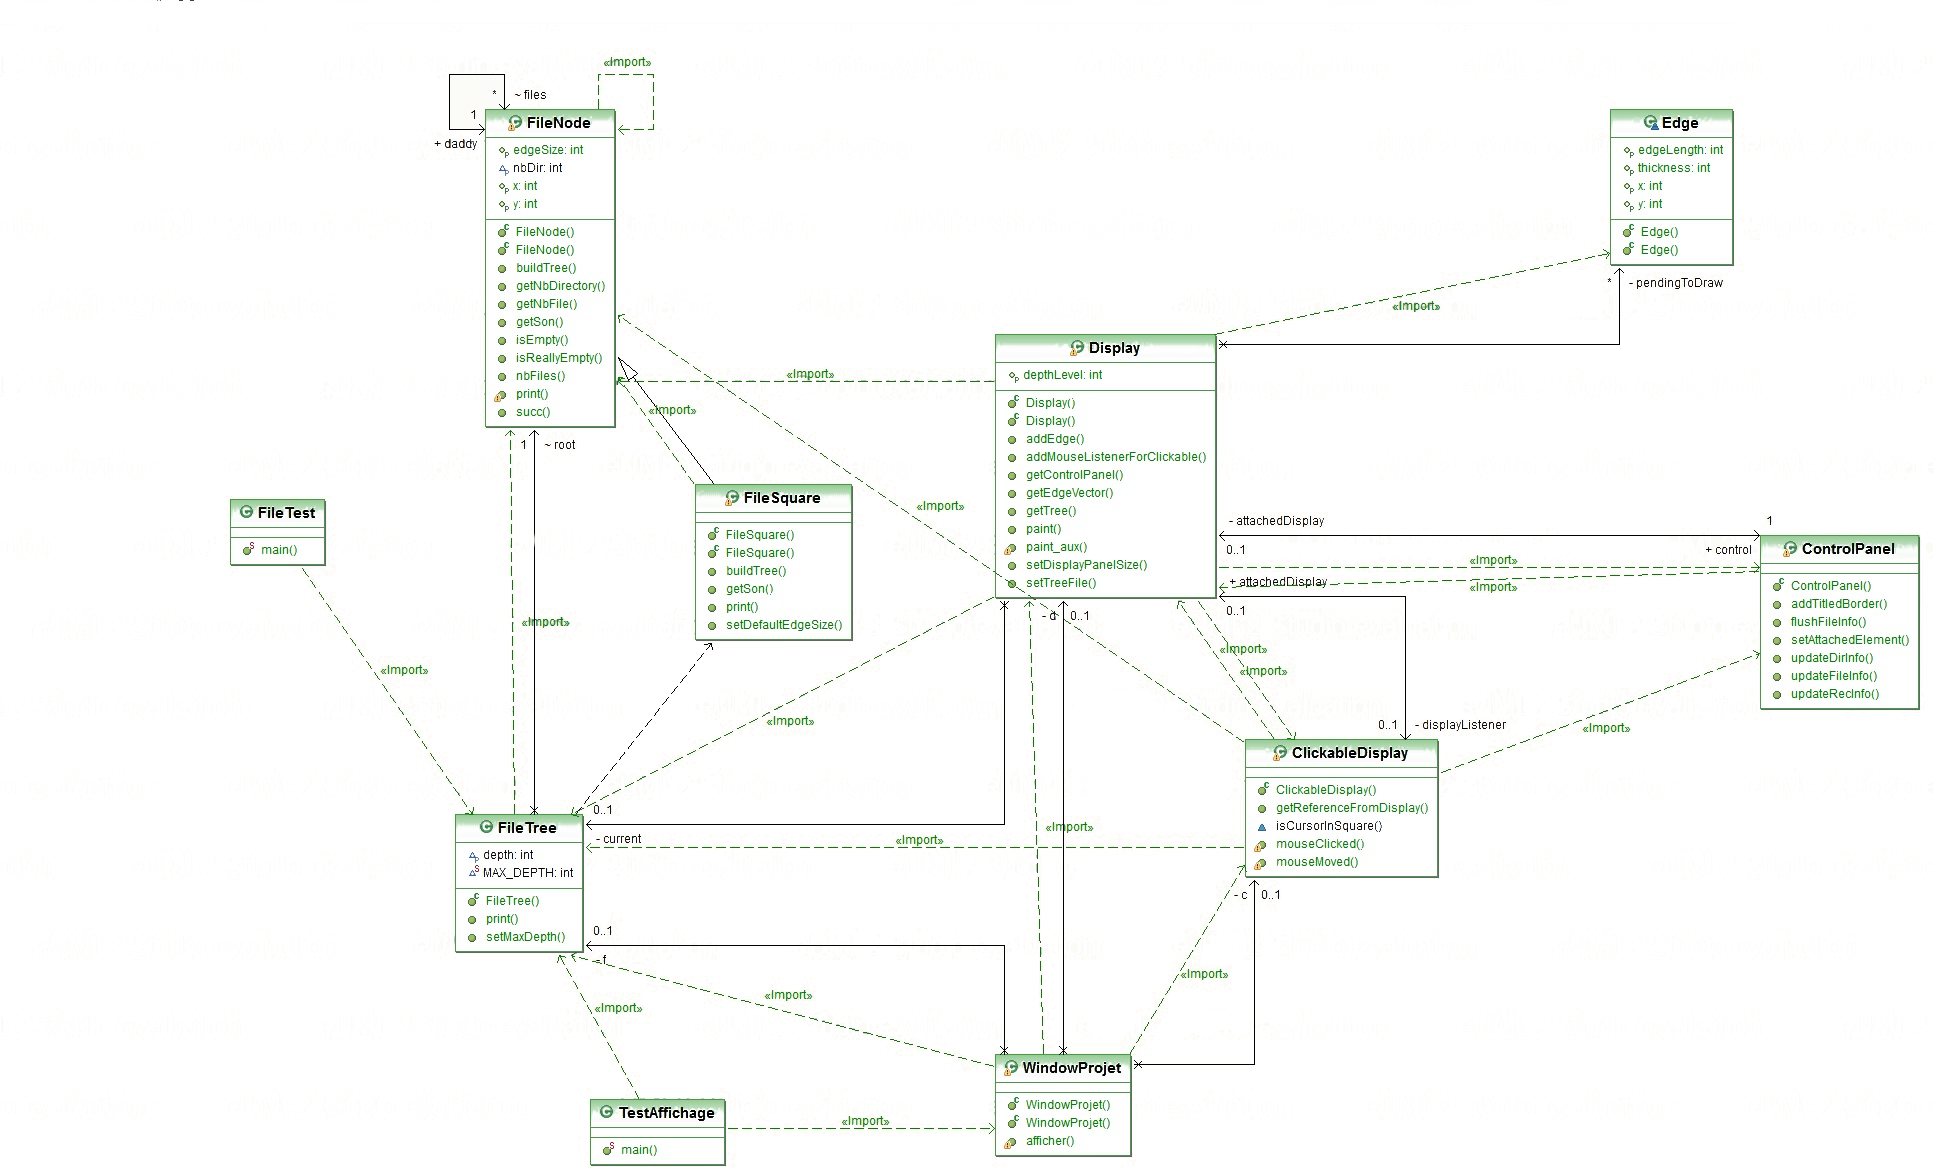 «Import»
* ~ files
1
+ daddy
FileNode
edgeSize: int
nbDir: int
x: int
y: int
FileNode()
FileNode()
buildTree()
getNbDirectory()
getNbFile()
getSon()
isEmpty()
isReallyEmpty()
nbFiles()
print()
succ()
1 ~ root
Edge
edgeLength: int
thickness: int
x: int
y: int
Edge()
Edge()
* - pendingToDraw
«Import»
«Import»
«Import»
«Import»
Display
depthLevel: int
Display()
Display()
addEdge()
addMouseListenerForClickable()
getControlPanel()
getEdgeVector()
getTree()
paint()
paint_aux()
setDisplayPanelSize()
setTreeFile()
FileSquare
FileSquare()
FileSquare()
buildTree()
getSon()
print()
setDefaultEdgeSize()
FileTest
main()
- attachedDisplay
0..1
1
+ control
«Import»
«Import»
+ attachedDisplay
0..1
- d 0..1
ControlPanel
ControlPanel()
addTitledBorder()
flushFileInfo()
setAttachedElement()
updateDirInfo()
updateFileInfo()
updateRecInfo()
«Import»
«Import»
«Import»
«Import»
«Import»
0..1 - displayListener
«Import»
ClickableDisplay
ClickableDisplay()
getReferenceFromDisplay()
isCursorInSquare()
mouseClicked()
mouseMoved()
- c 0..1
0..1
- current
«Import»
«Import»
FileTree
depth: int
MAX_DEPTH: int
FileTree()
print()
setMaxDepth()
0..1
- f
«Import»
«Import»
«Import»
WindowProjet
WindowProjet()
WindowProjet()
afficher()
TestAffichage
main()
«Import»